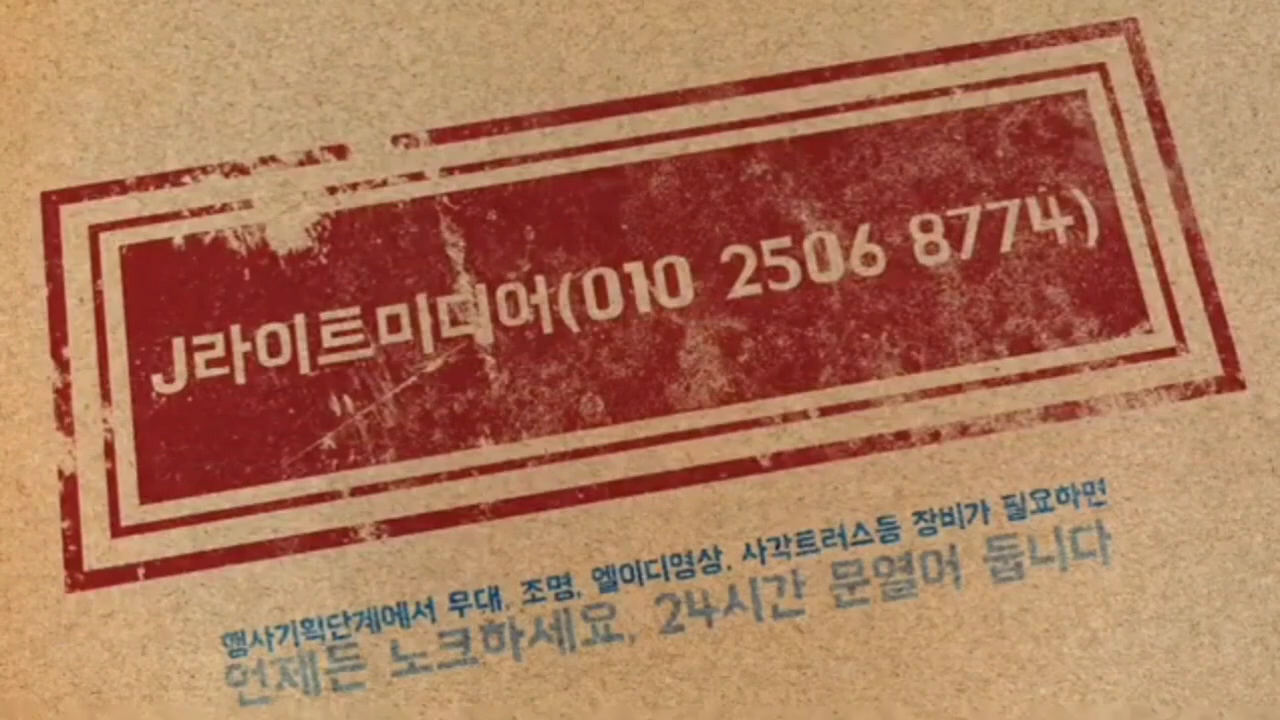 J라이트미디어(010 2506 8774)
행사기획단계에서 무대, 조명, 엘이디영상, 사각트러스등 장비가 필요하면
언제든 노크하세요, 24시간 문열어 둡니다